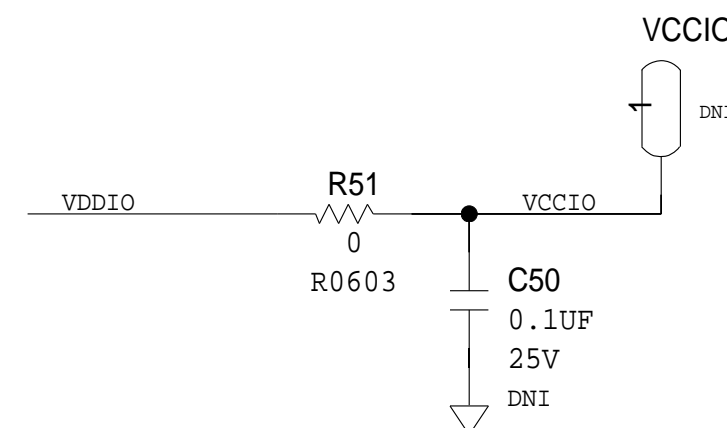 VCCIO
1
DNI
R51
VDDIO
VCCIO
0
R0603
C50
0.1UF
25V
DNI